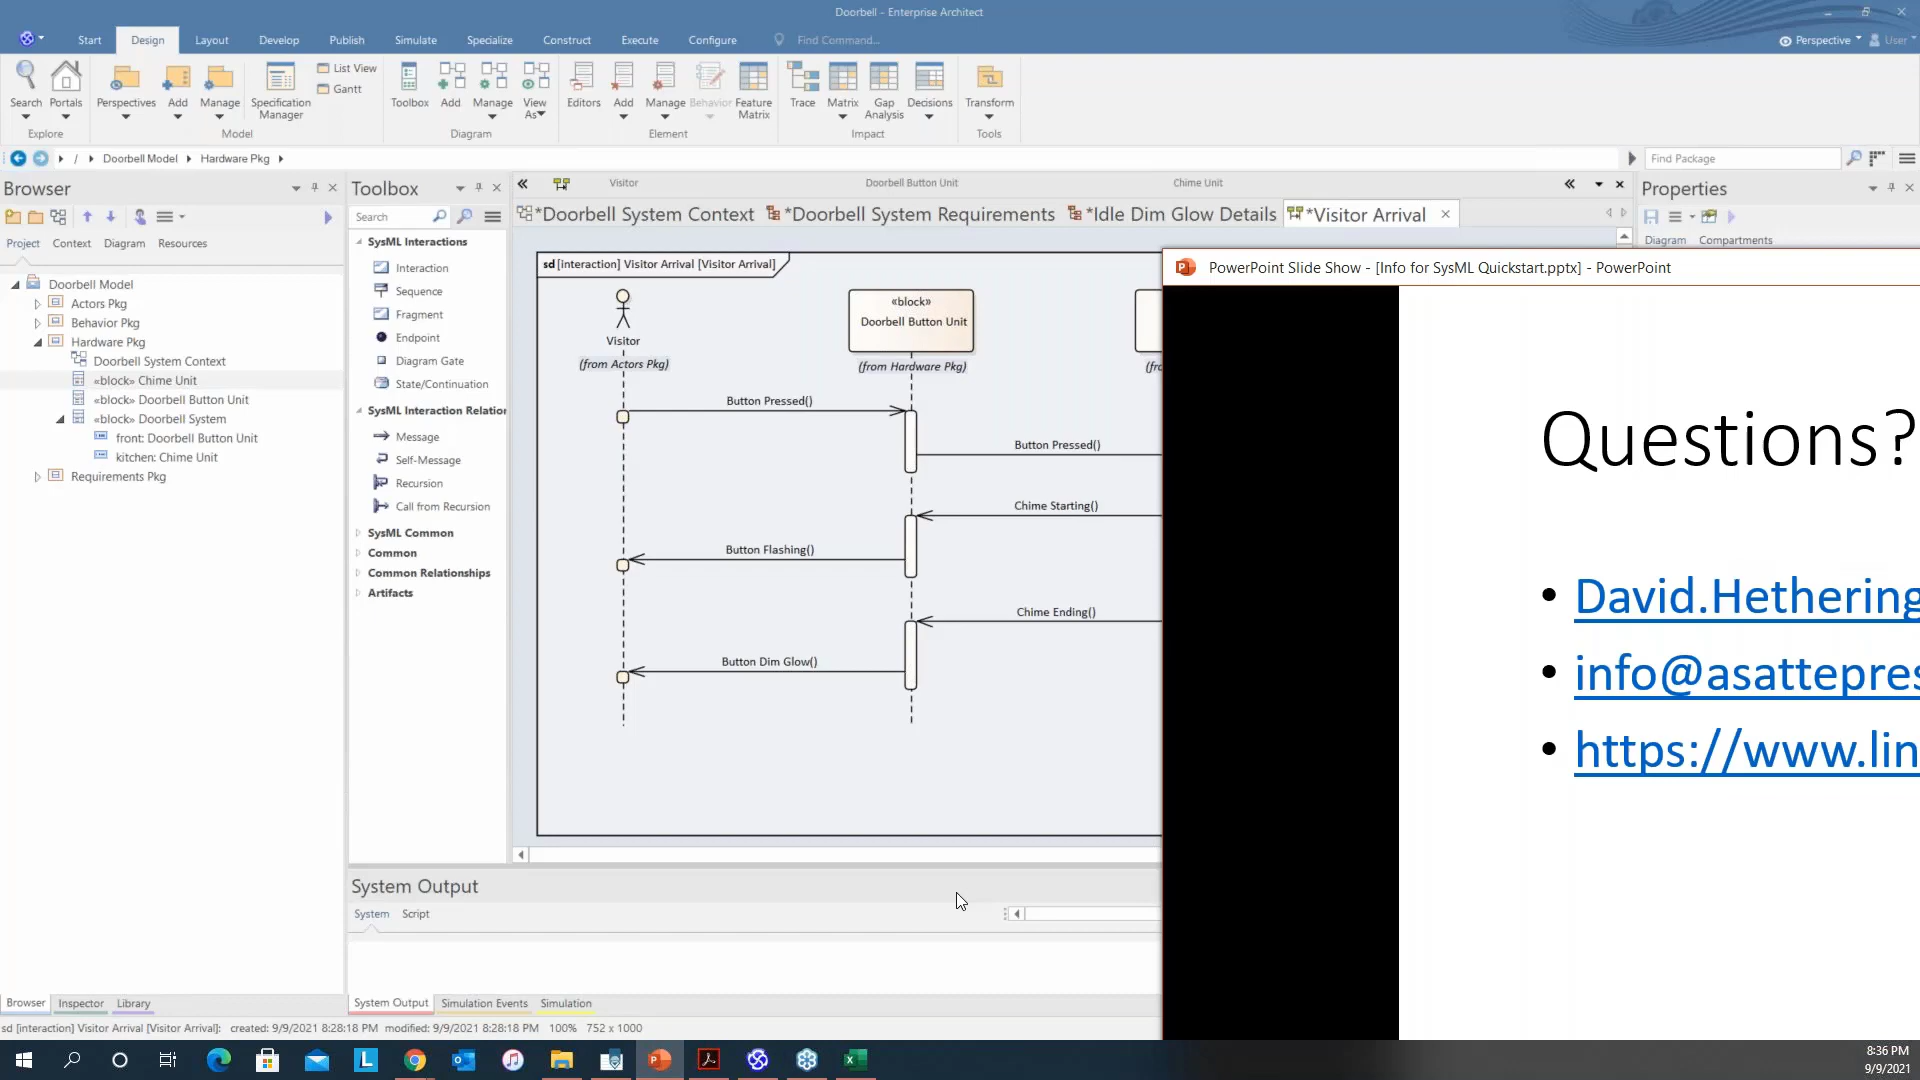 Doorbell - Enterprise Architect
Start Design Layout Develop Publish Simulate Specialize Construct Execute Configure Find Command... Perspective User
Search Portals Perspectives Add Manage Specification Manager List View Gantt Toolbox Add Manage View As Editors Add Manage Behavior Feature Matrix Trace Matrix Gap Analysis Decisions Transform
Explore Model Diagram Element Impact Tools
/ Doorbell Model Hardware Pkg Find Package
Browser
Project Context Diagram Resources
Doorbell Model
Actors Pkg
Behavior Pkg
Hardware Pkg
Doorbell System Context
«block» Chime Unit
«block» Doorbell Button Unit
«block» Doorbell System
front: Doorbell Button Unit
kitchen: Chime Unit
Requirements Pkg
Browser Inspector Library
Toolbox
Search
SysML Interactions
Interaction
Sequence
Fragment
Endpoint
Diagram Gate
State/Continuation
SysML Interaction Relation
Message
Self-Message
Recursion
Call from Recursion
SysML Common
Common
Common Relationships
Artifacts
Visitor Doorbell Button Unit Chime Unit
*Doorbell System Context *Doorbell System Requirements *Idle Dim Glow Details *Visitor Arrival
sd [interaction] Visitor Arrival [Visitor Arrival]
Visitor
(from Actors Pkg)
«block»
Doorbell Button Unit
(from Hardware Pkg)
(fro
Button Pressed()
Button Pressed()
Chime Starting()
Button Flashing()
Chime Ending()
Button Dim Glow()
Properties
Diagram Compartments
PowerPoint Slide Show - [Info for SysML Quickstart.pptx] - PowerPoint
Questions?
• David.Hethering
• info@asattepres
• https://www.lin
System Output
System Script
System Output Simulation Events Simulation
sd [interaction] Visitor Arrival [Visitor Arrival]: created: 9/9/2021 8:28:18 PM modified: 9/9/2021 8:28:18 PM 100% 752 x 1000
8:36 PM
9/9/2021